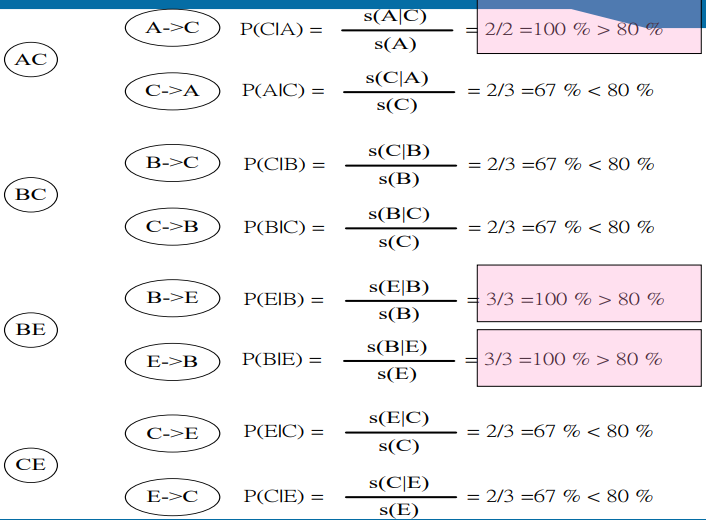 s(A|C)
A->C P(C|A) = = 2/2 =100 % > 80 %
s(A)
AC
s(C|A)
C->A P(A|C) = = 2/3 =67 % < 80 %
s(C)
s(C|B)
B->C P(C|B) = = 2/3 =67 % < 80 %
s(B)
BC
s(B|C)
C->B P(B|C) = = 2/3 =67 % < 80 %
s(C)
s(E|B)
B->E P(E|B) = = 3/3 =100 % > 80 %
s(B)
BE
s(B|E)
E->B P(B|E) = = 3/3 =100 % > 80 %
s(E)
s(E|C)
C->E P(E|C) = = 2/3 =67 % < 80 %
s(C)
CE
s(C|E)
E->C P(C|E) = = 2/3 =67 % < 80 %
s(E)